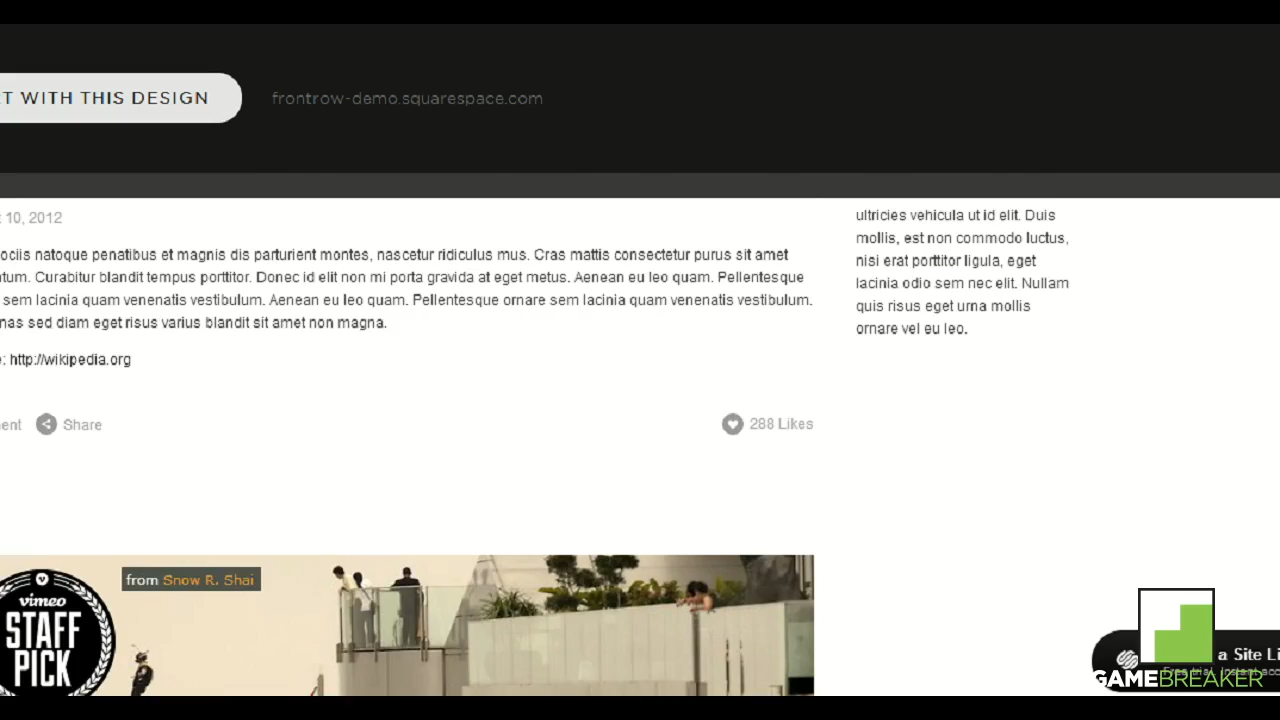 T WITH THIS DESIGN
frontrow-demo.squarespace.com
10, 2012
ociis natoque penatibus et magnis dis parturient montes, nascetur ridiculus mus. Cras mattis consectetur purus sit amet
ntum. Curabitur blandit tempus porttitor. Donec id elit non mi porta gravida at eget metus. Aenean eu leo quam. Pellentesque
sem lacinia quam venenatis vestibulum. Aenean eu leo quam. Pellentesque ornare sem lacinia quam venenatis vestibulum.
nas sed diam eget risus varius blandit sit amet non magna.
e: http://wikipedia.org
ent
Share
288 Likes
ultricies vehicula ut id elit. Duis
mollis, est non commodo luctus,
nisi erat porttitor ligula, eget
lacinia odio sem nec elit. Nullam
quis risus eget urna mollis
ornare vel eu leo.
from Snow R. Shai
vimeo
STAFF
PICK
a Site Li
GAMEBREAKER